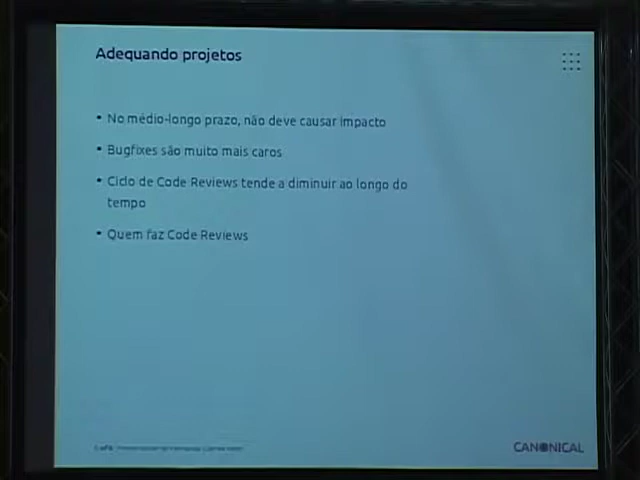 Adequando projetos
• No médio-longo prazo, não deve causar impacto
• Bugfixes são muito mais caros
• Ciclo de Code Reviews tende a diminuir ao longo do
tempo
• Quem faz Code Reviews
CANONICAL